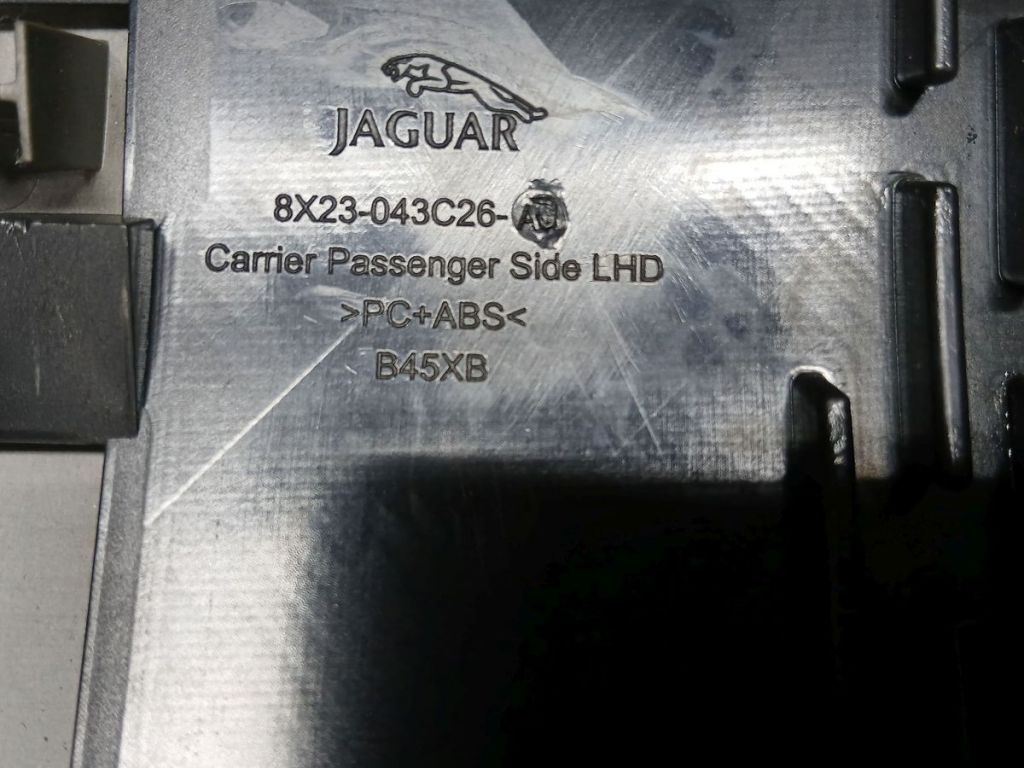 JAGUAR
8X23-043C26-
Carrier Passenger Side LHD
>PC+ABS<
B45XB